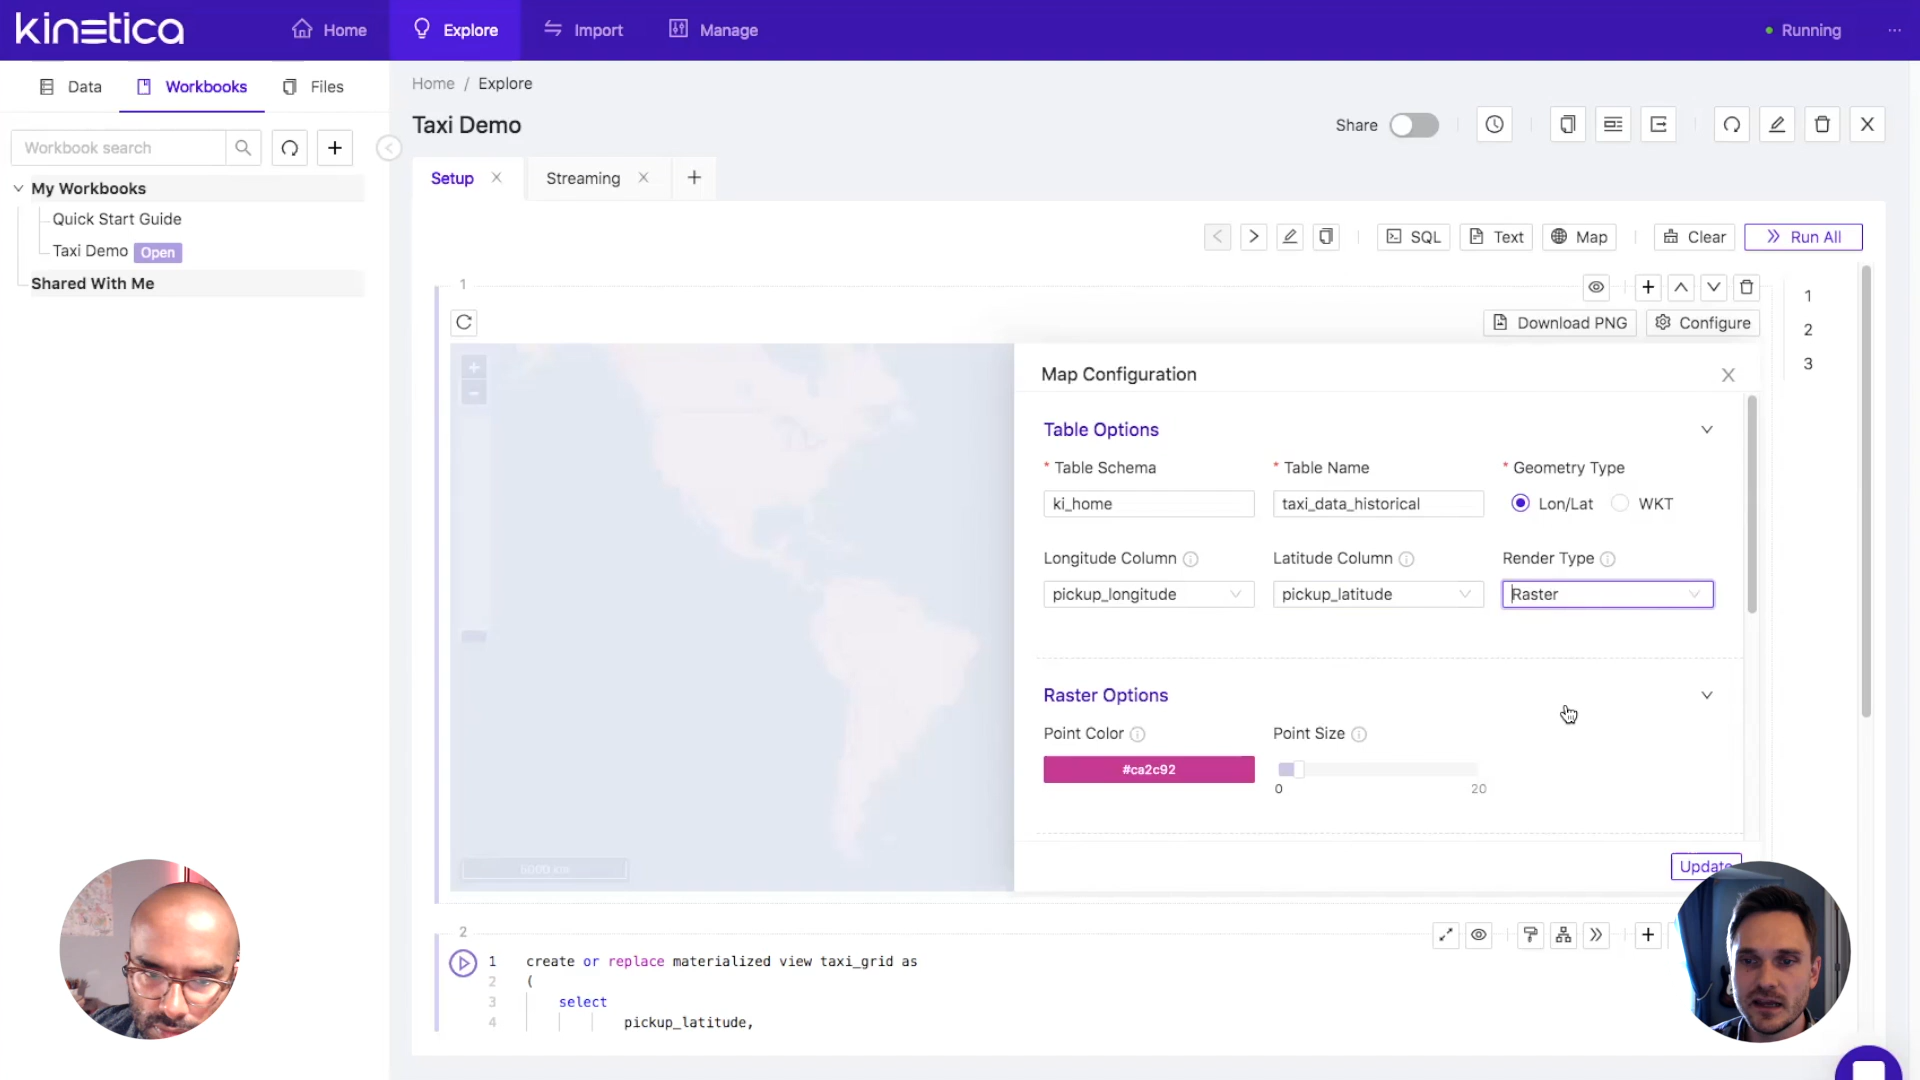 kinetica
Home
Explore
Import
Manage
Running
Data
Workbooks
Files
Home / Explore
Taxi Demo
Share
Workbook search
Setup
Streaming
My Workbooks
Quick Start Guide
Taxi Demo Open
Shared With Me
SQL
Text
Map
Clear
Run All
1
1
2
3
Download PNG
Configure
Map Configuration
Table Options
* Table Schema
* Table Name
* Geometry Type
ki_home
taxi_data_historical
Lon/Lat
WKT
Longitude Column
Latitude Column
Render Type
pickup_longitude
pickup_latitude
Raster
Raster Options
Point Color
Point Size
#ca2c92
0
20
5000 km
Update
2
1 create or replace materialized view taxi_grid as
2 (
3 select
4 pickup_latitude,